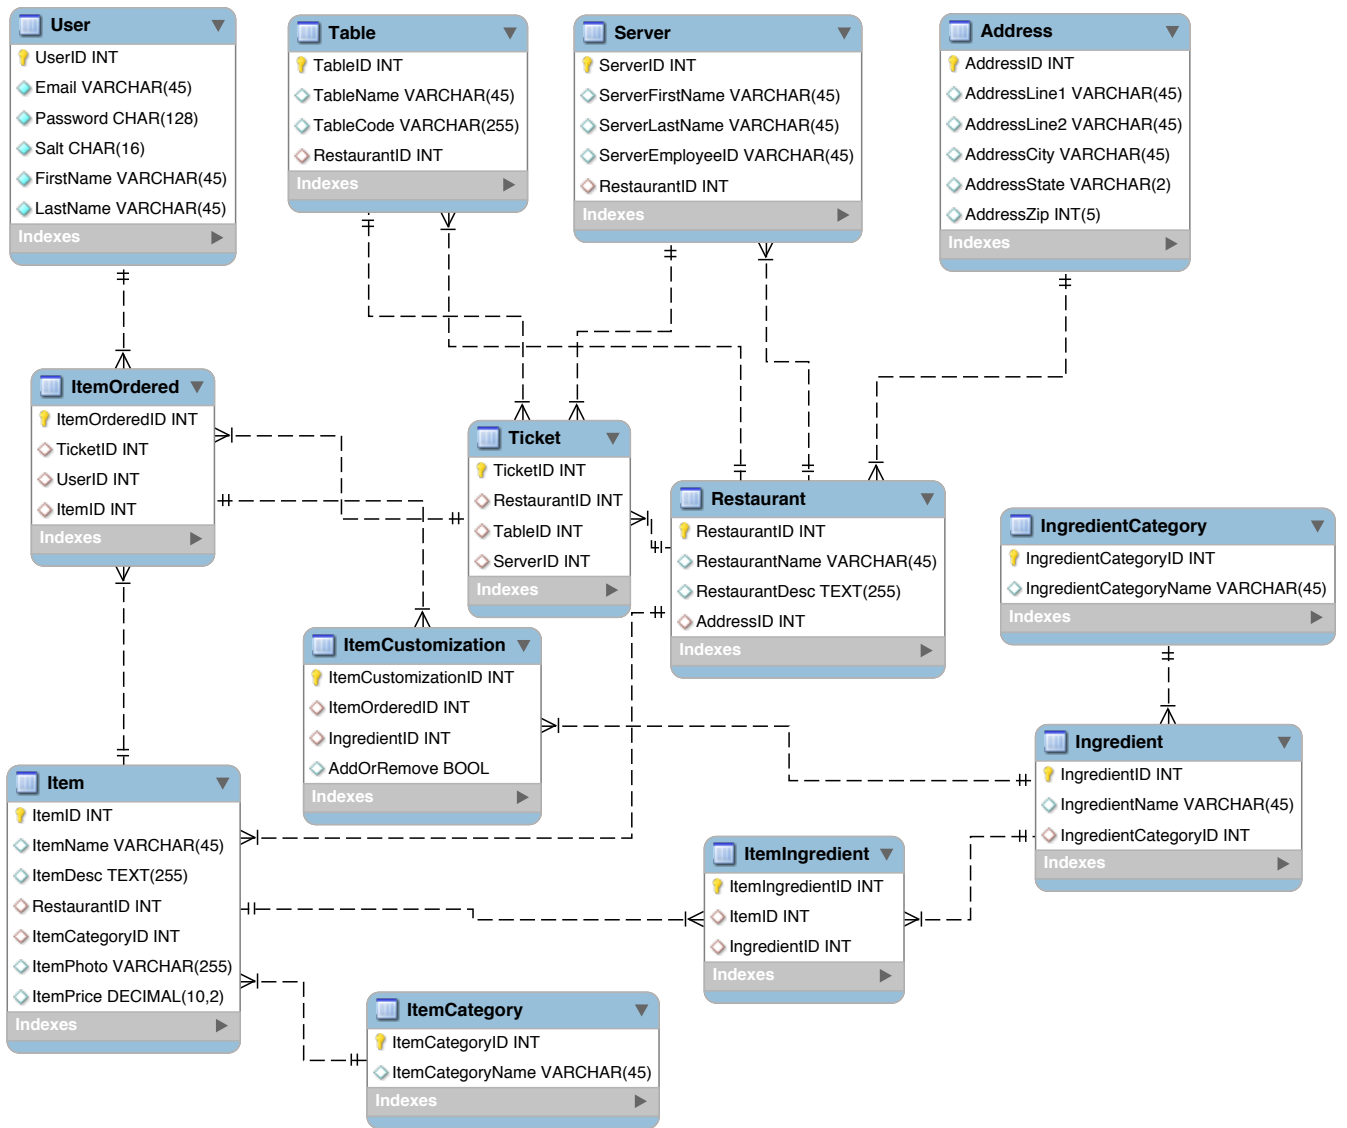 User
UserID INT
Email VARCHAR(45)
Password CHAR(128)
Salt CHAR(16)
FirstName VARCHAR(45)
LastName VARCHAR(45)
Indexes
Table
TableID INT
TableName VARCHAR(45)
TableCode VARCHAR(255)
RestaurantID INT
Indexes
Server
ServerID INT
ServerFirstName VARCHAR(45)
ServerLastName VARCHAR(45)
ServerEmployeeID VARCHAR(45)
RestaurantID INT
Indexes
Address
AddressID INT
AddressLine1 VARCHAR(45)
AddressLine2 VARCHAR(45)
AddressCity VARCHAR(45)
AddressState VARCHAR(2)
AddressZip INT(5)
Indexes
ItemOrdered
ItemOrderedID INT
TicketID INT
UserID INT
ItemID INT
Indexes
Ticket
TicketID INT
RestaurantID INT
TableID INT
ServerID INT
Indexes
Restaurant
RestaurantID INT
RestaurantName VARCHAR(45)
RestaurantDesc TEXT(255)
AddressID INT
Indexes
IngredientCategory
IngredientCategoryID INT
IngredientCategoryName VARCHAR(45)
Indexes
ItemCustomization
ItemCustomizationID INT
ItemOrderedID INT
IngredientID INT
AddOrRemove BOOL
Indexes
Ingredient
IngredientID INT
IngredientName VARCHAR(45)
IngredientCategoryID INT
Indexes
Item
ItemID INT
ItemName VARCHAR(45)
ItemDesc TEXT(255)
RestaurantID INT
ItemCategoryID INT
ItemPhoto VARCHAR(255)
ItemPrice DECIMAL(10,2)
Indexes
ItemIngredient
ItemIngredientID INT
ItemID INT
IngredientID INT
Indexes
ItemCategory
ItemCategoryID INT
ItemCategoryName VARCHAR(45)
Indexes